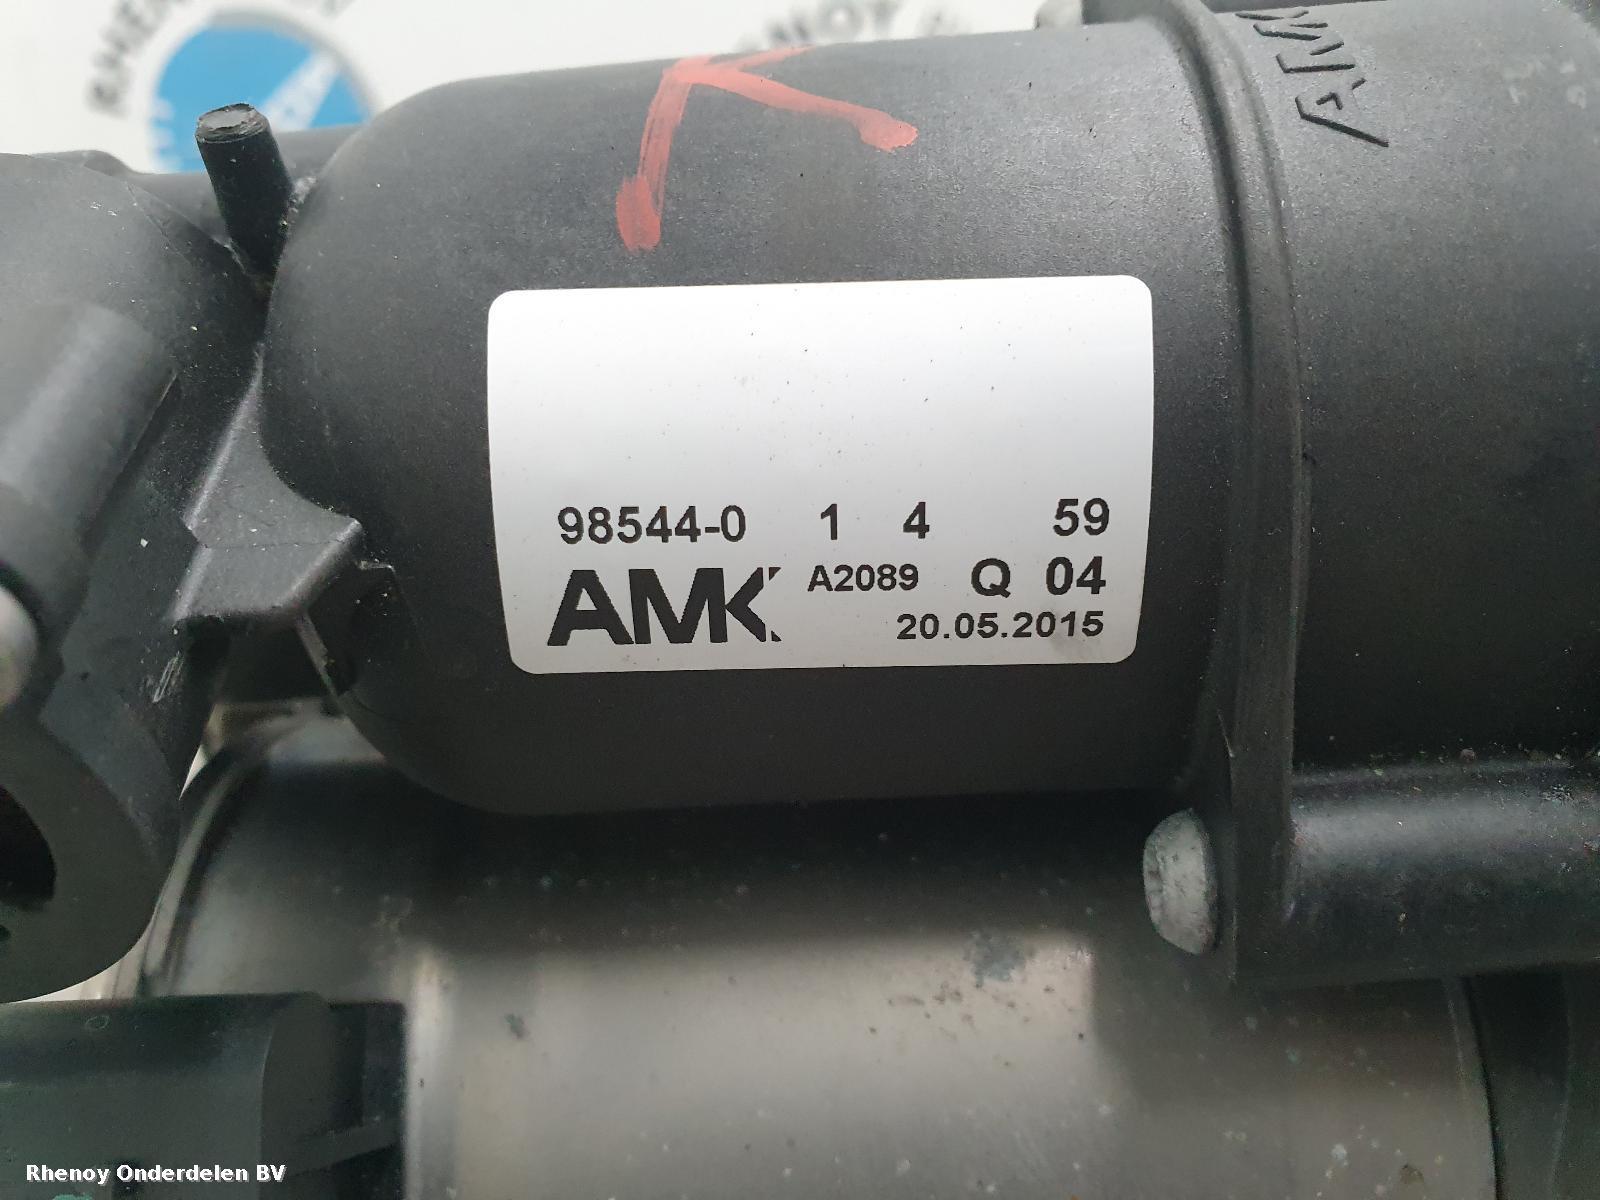 98544-0 1 4 59
AMK A2089 Q 04
20.05.2015
Rhenoy Onderdelen BV